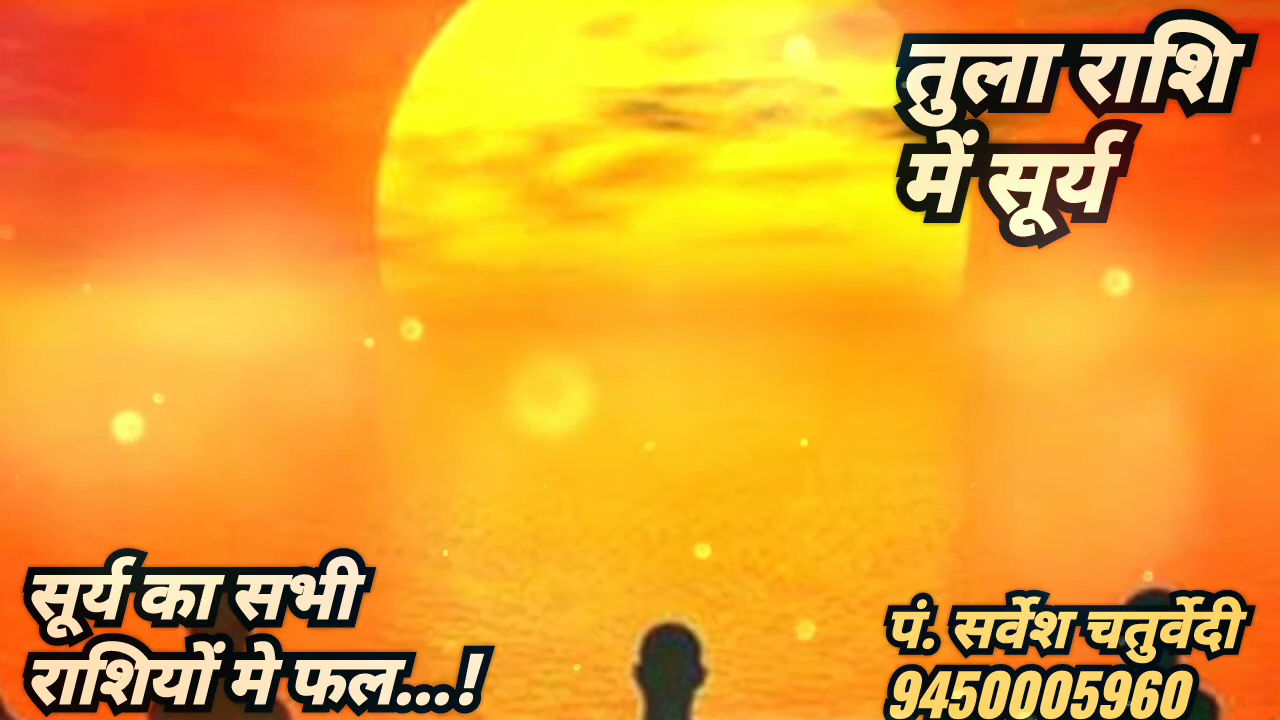 तुला राशि
में सूर्य
सूर्य का सभी
राशियों मे फल...!
पं. सर्वेश चतुर्वेदी
9450005960